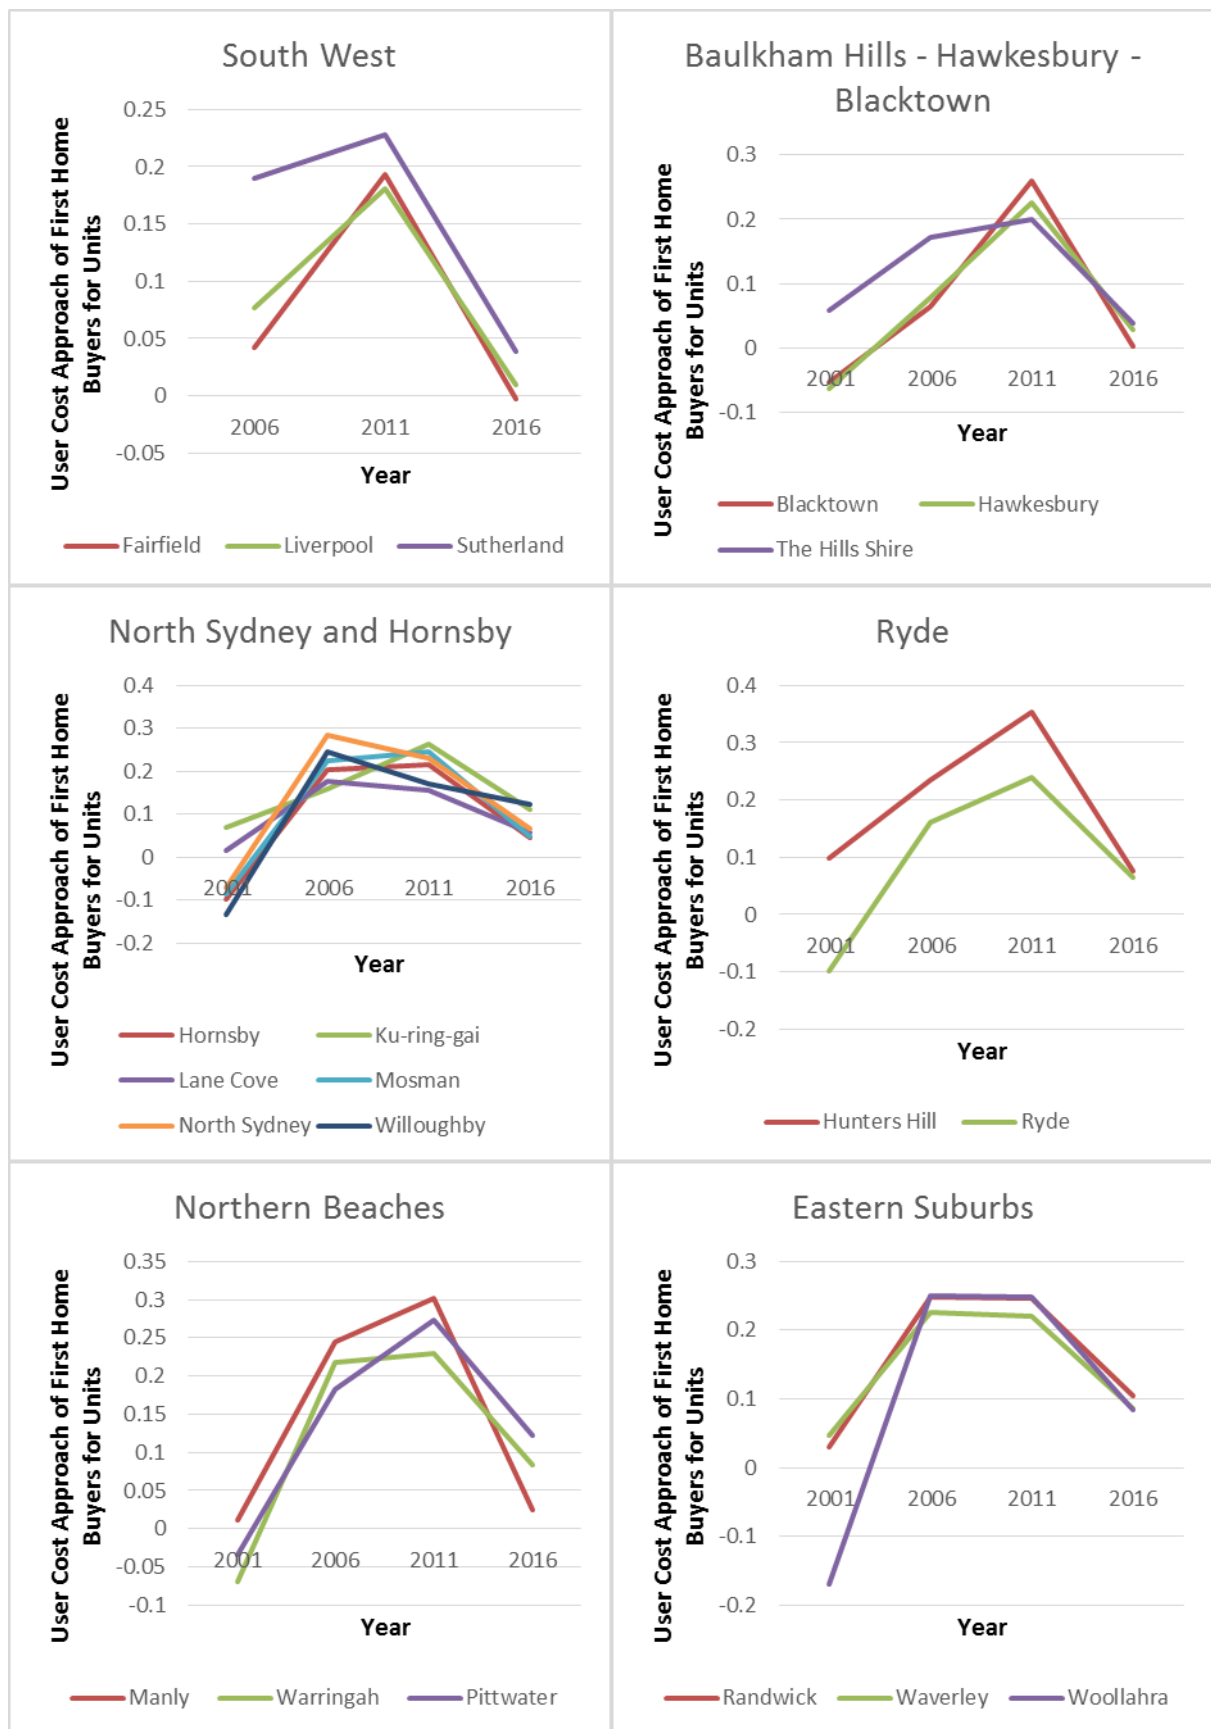 South West
0.25
0.2
0.15
0.1
0.05
0
-0.05
2006 2011 2016
User Cost Approach of First Home
Buyers for Units
Year
Fairfield Liverpool Sutherland
Baulkham Hills - Hawkesbury -
Blacktown
0.3
0.2
0.1
0
-0.1
2001 2006 2011 2016
User Cost Approach of First Home
Buyers for Units
Year
Blacktown Hawkesbury
The Hills Shire
North Sydney and Hornsby
0.4
0.3
0.2
0.1
0
-0.1
-0.2
2001 2006 2011 2016
User Cost Approach of First Home
Buyers for Units
Year
Hornsby Ku-ring-gai
Lane Cove Mosman
North Sydney Willoughby
Ryde
0.4
0.3
0.2
0.1
0
-0.1
-0.2
2001 2006 2011 2016
User Cost Approach of First Home
Buyers for Units
Year
Hunters Hill Ryde
Northern Beaches
0.35
0.3
0.25
0.2
0.15
0.1
0.05
0
-0.05
-0.1
2001 2006 2011 2016
User Cost Approach of First Home
Buyers for Units
Year
Manly Warringah Pittwater
Eastern Suburbs
0.3
0.2
0.1
0
-0.1
-0.2
2001 2006 2011 2016
User Cost Approach of First Home
Buyers for Units
Year
Randwick Waverley Woollahra